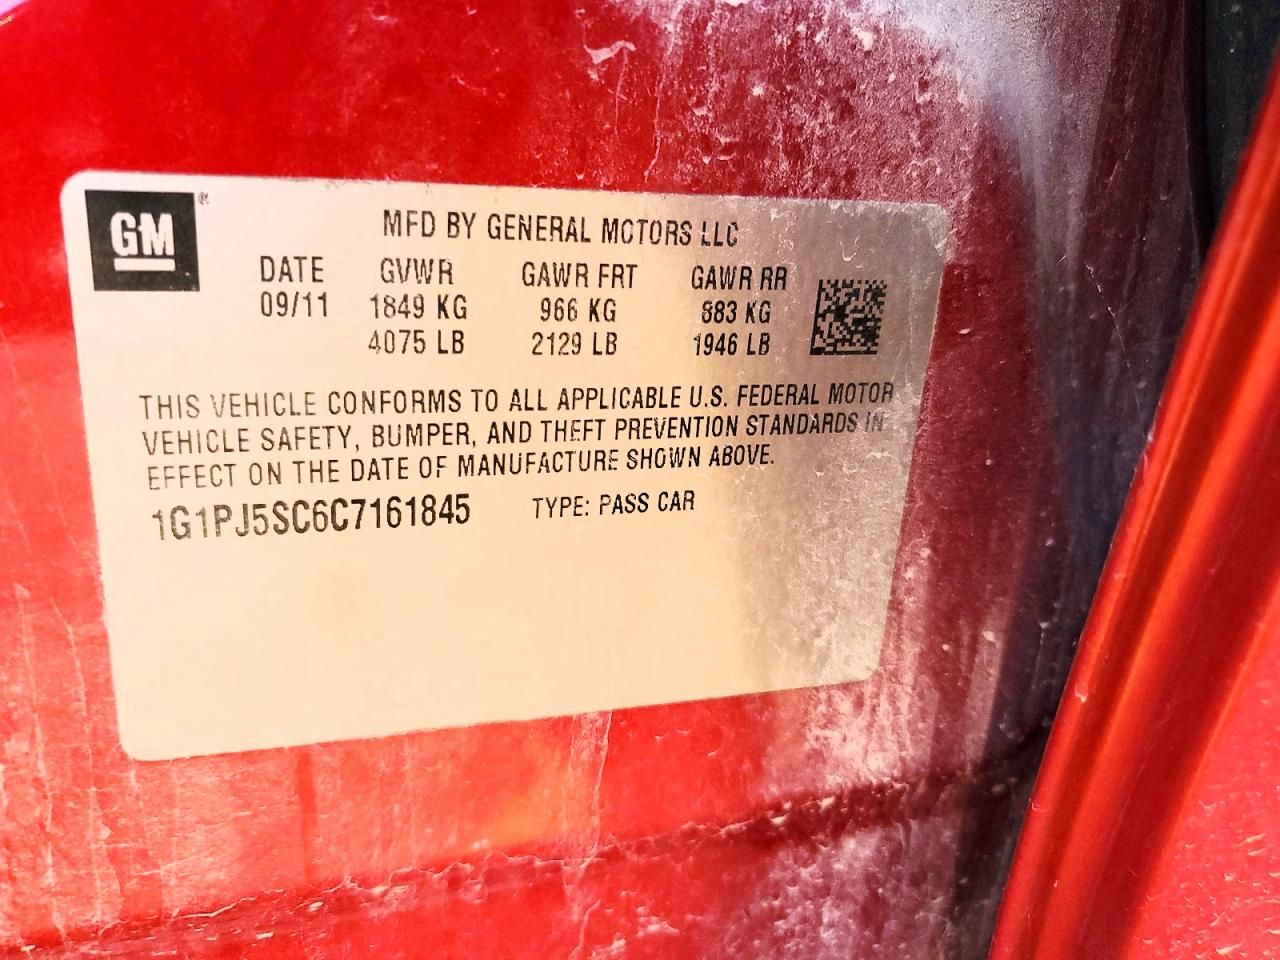 GM ®
MFD BY GENERAL MOTORS LLC
DATE GVWR GAWR FRT GAWR RR
09/11 1849 KG 966 KG 883 KG
4075 LB 2129 LB 1946 LB
THIS VEHICLE CONFORMS TO ALL APPLICABLE U.S. FEDERAL MOTOR
VEHICLE SAFETY, BUMPER, AND THEFT PREVENTION STANDARDS IN
EFFECT ON THE DATE OF MANUFACTURE SHOWN ABOVE.
1G1PJ5SC6C7161845 TYPE: PASS CAR